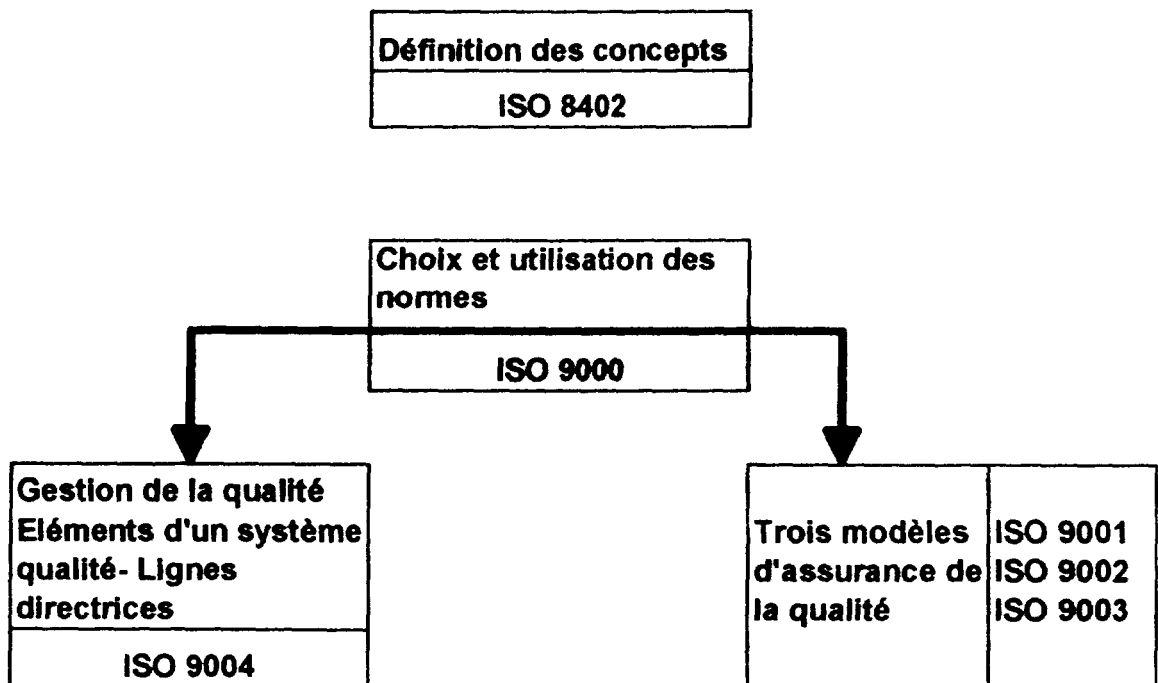 Définition des concepts
ISO 8402
Choix et utilisation des
normes
ISO 9000
Gestion de la qualité
Eléments d'un système
qualité- Lignes
directrices
ISO 9004
Trois modèles
d'assurance de
la qualité
ISO 9001
ISO 9002
ISO 9003